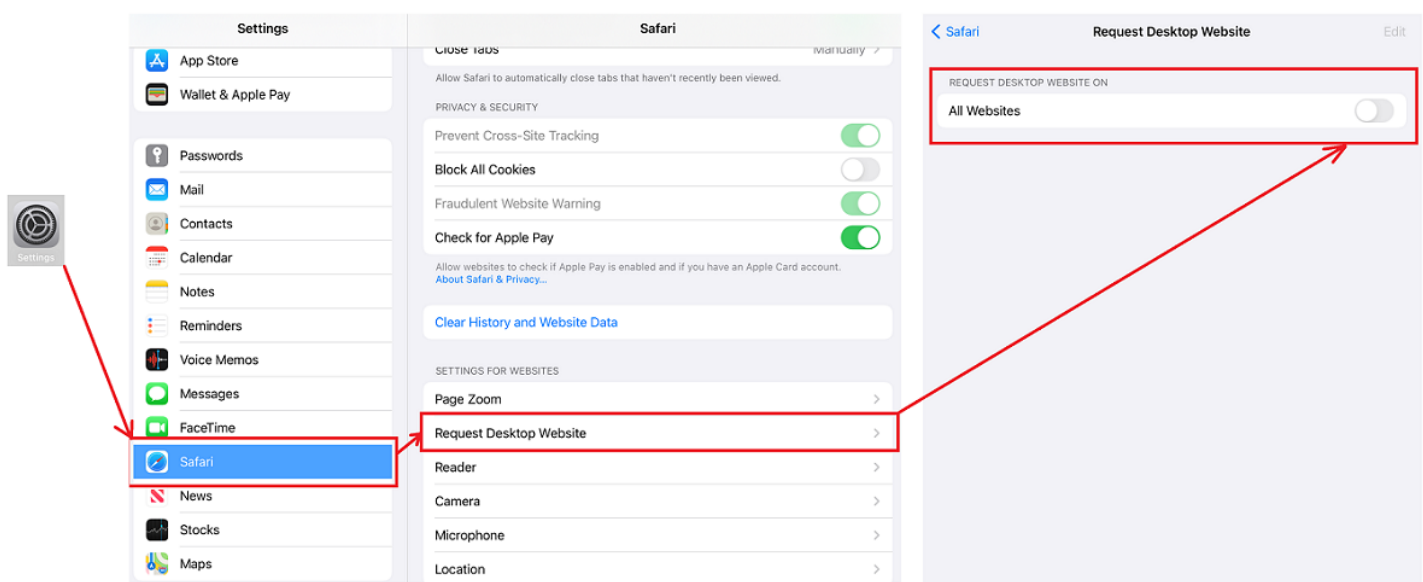 Settings
Settings
App Store
Wallet & Apple Pay
Passwords
Mail
Contacts
Calendar
Notes
Reminders
Voice Memos
Messages
FaceTime
Safari
News
Stocks
Maps
Safari
Close Tabs
Manually
Allow Safari to automatically close tabs that haven't recently been viewed.
PRIVACY & SECURITY
Prevent Cross-Site Tracking
Block All Cookies
Fraudulent Website Warning
Check for Apple Pay
Allow websites to check if Apple Pay is enabled and if you have an Apple Card account.
About Safari & Privacy...
Clear History and Website Data
SETTINGS FOR WEBSITES
Page Zoom
Request Desktop Website
Reader
Camera
Microphone
Location
Safari
Request Desktop Website
Edit
REQUEST DESKTOP WEBSITE ON
All Websites